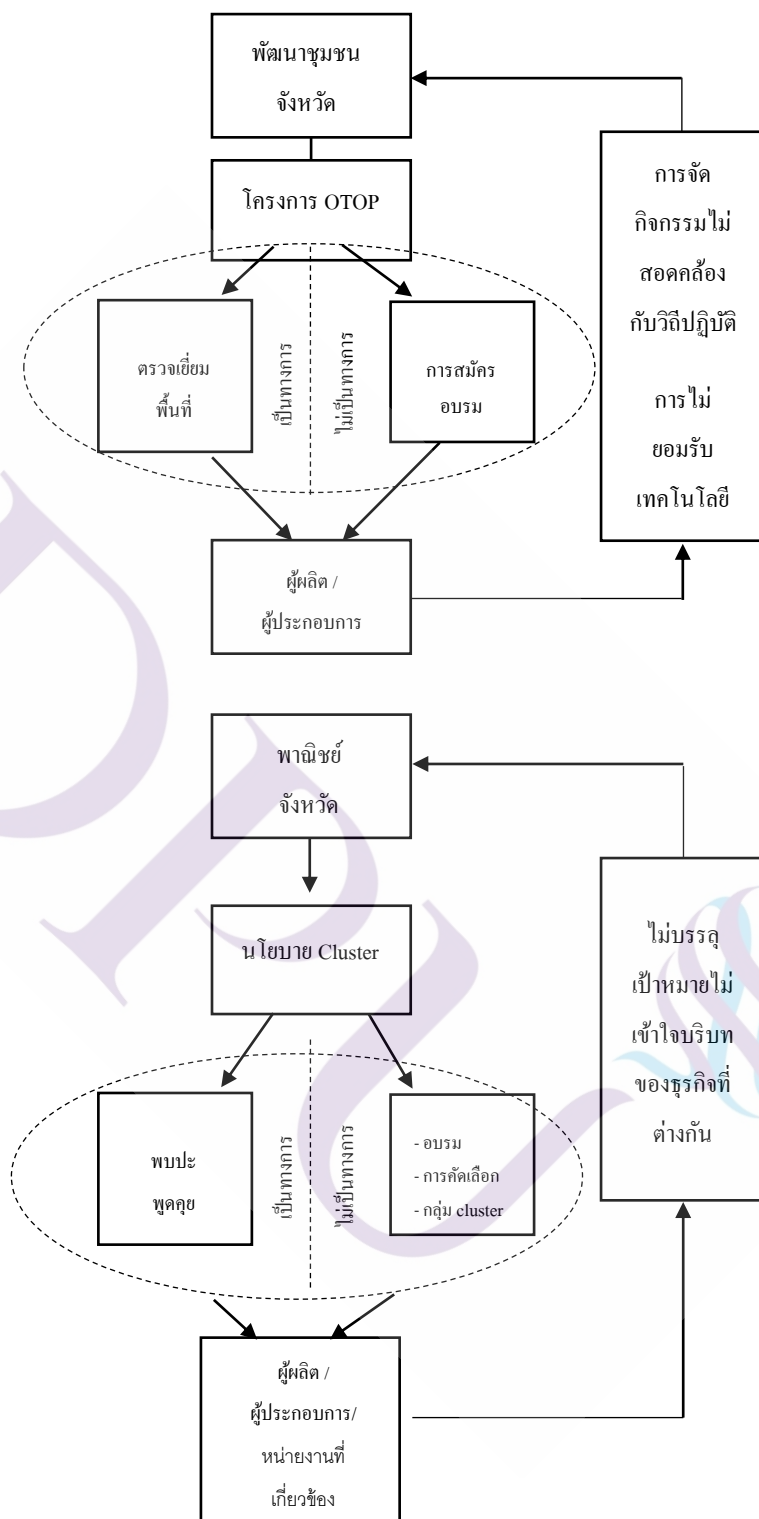 พัฒนาชุมชน
จังหวัด
โครงการ OTOP
ตรวจเยี่ยม
พื้นที่
เป็นทางการ
ไม่เป็นทางการ
การสมัคร
อบรม
ผู้ผลิต /
ผู้ประกอบการ
การจัด
กิจกรรมไม่
สอดคล้อง
กับวิถีปฏิบัติ
การไม่
ยอมรับ
เทคโนโลยี
พาณิชย์
จังหวัด
นโยบาย Cluster
พบปะ
พูดคุย
เป็นทางการ
ไม่เป็นทางการ
- อบรม
- การคัดเลือก
- กลุ่ม cluster
ผู้ผลิต /
ผู้ประกอบการ/
หน่ายงานที่
เกี่ยวข้อง
ไม่บรรลุ
เป้าหมายไม่
เข้าใจบริบท
ของธุรกิจที่
ต่างกัน
DPU